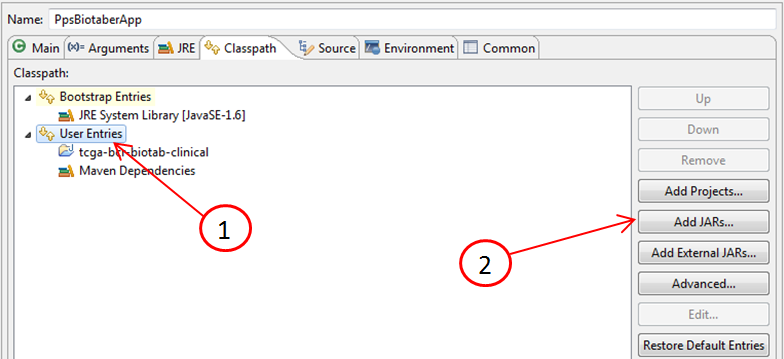 Name: PpsBiotaberApp
Main (x)= Arguments JRE Classpath Source Environment Common
Classpath:
Bootstrap Entries
JRE System Library [JavaSE-1.6]
User Entries
tcga-bcr-biotab-clinical
Maven Dependencies
1
2
Up
Down
Remove
Add Projects...
Add JARs...
Add External JARs...
Advanced...
Edit...
Restore Default Entries